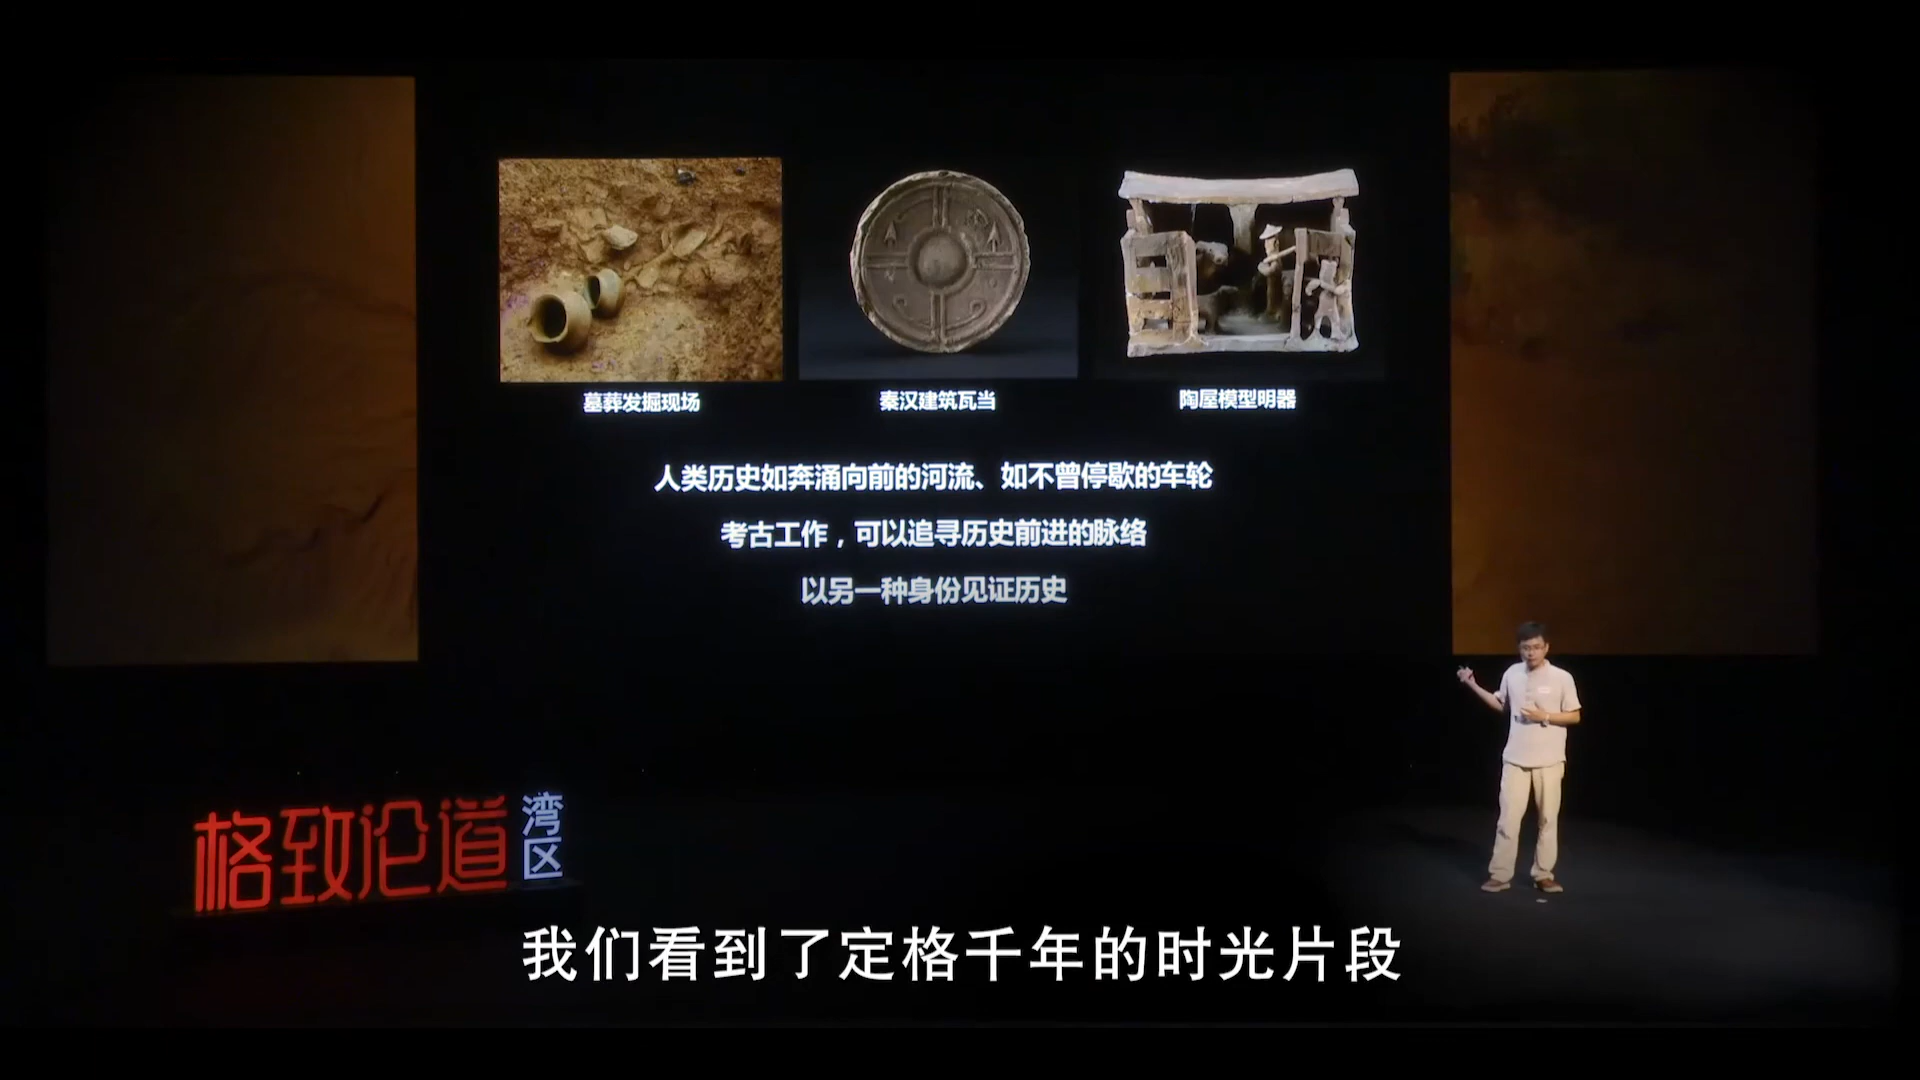 墓葬发掘现场
秦汉建筑瓦当
陶屋模型明器
人类历史如奔涌向前的河流、如不曾停歇的车轮
考古工作，可以追寻历史前进的脉络
以另一种身份见证历史
格致论道
湾区
我们看到了定格千年的时光片段